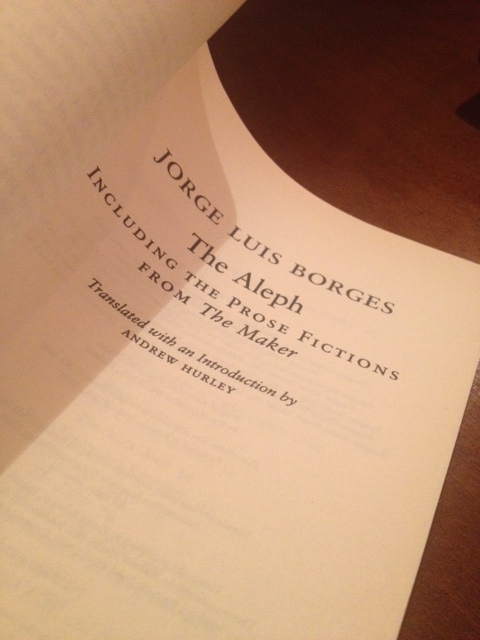 JORGE LUIS BORGES
The Aleph
INCLUDING THE PROSE FICTIONS
FROM The Maker
Translated with an Introduction by
ANDREW HURLEY